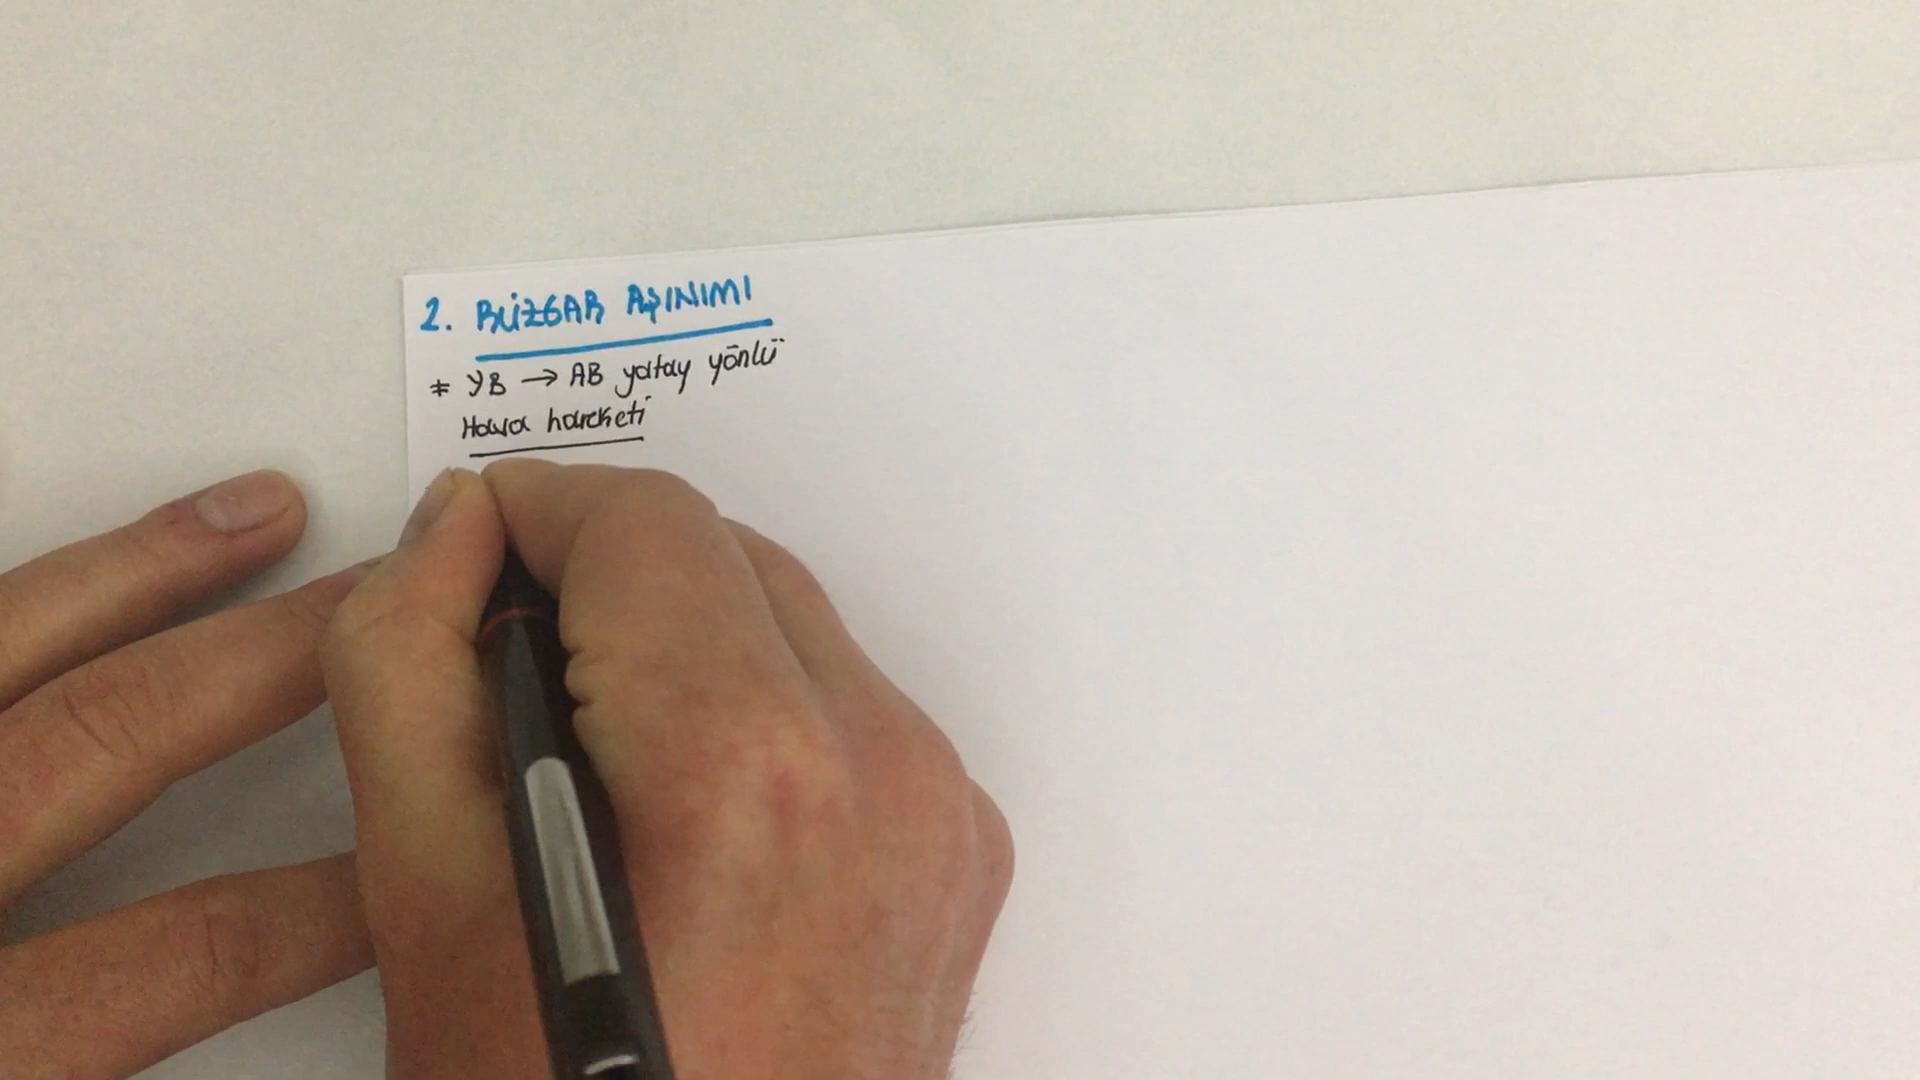 2. RÜZGAR AŞINIMI
* YB → AB yatay yönlü
Hava hareketi